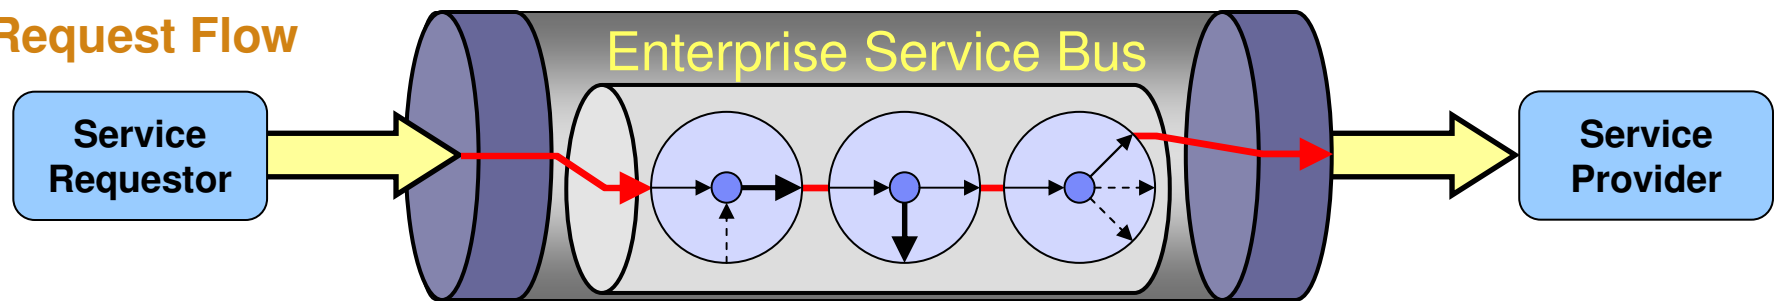 Request Flow
Enterprise Service Bus
Service
Requestor
Service
Provider